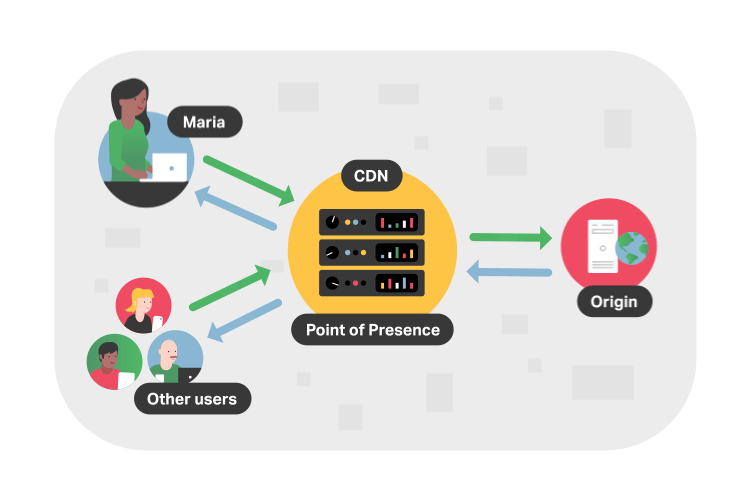 Maria
CDN
Point of Presence
Origin
Other users